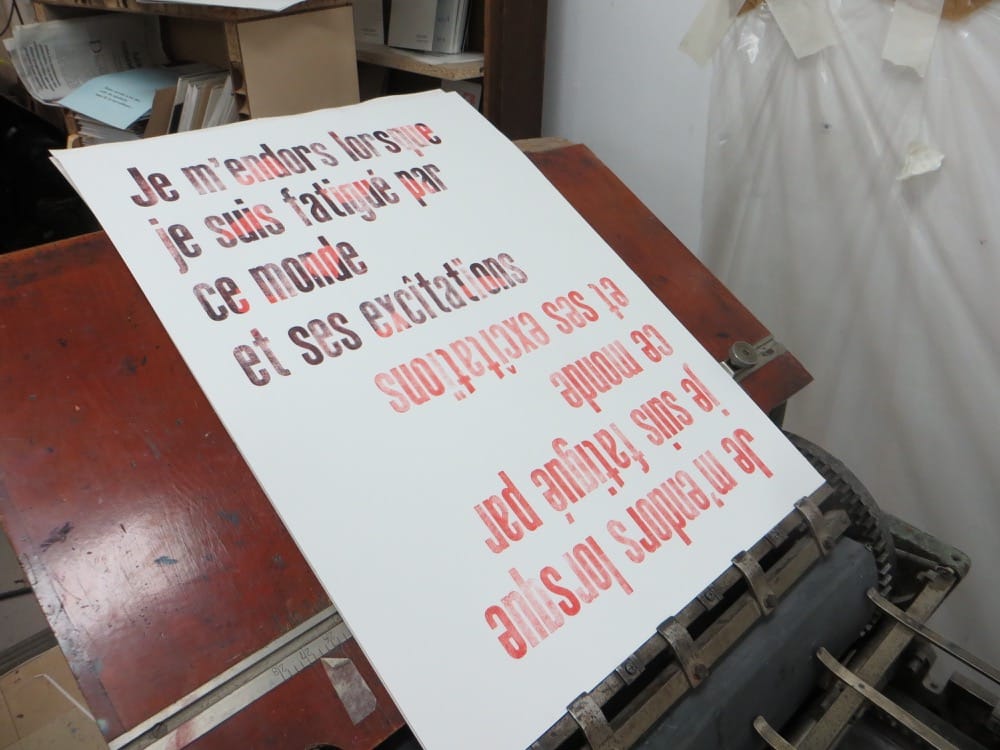 Je m'endors lorsque
je suis fatigué par
ce monde
et ses excitations
et ses excitations
ce monde
je suis fatigué par
Je m'endors lorsque